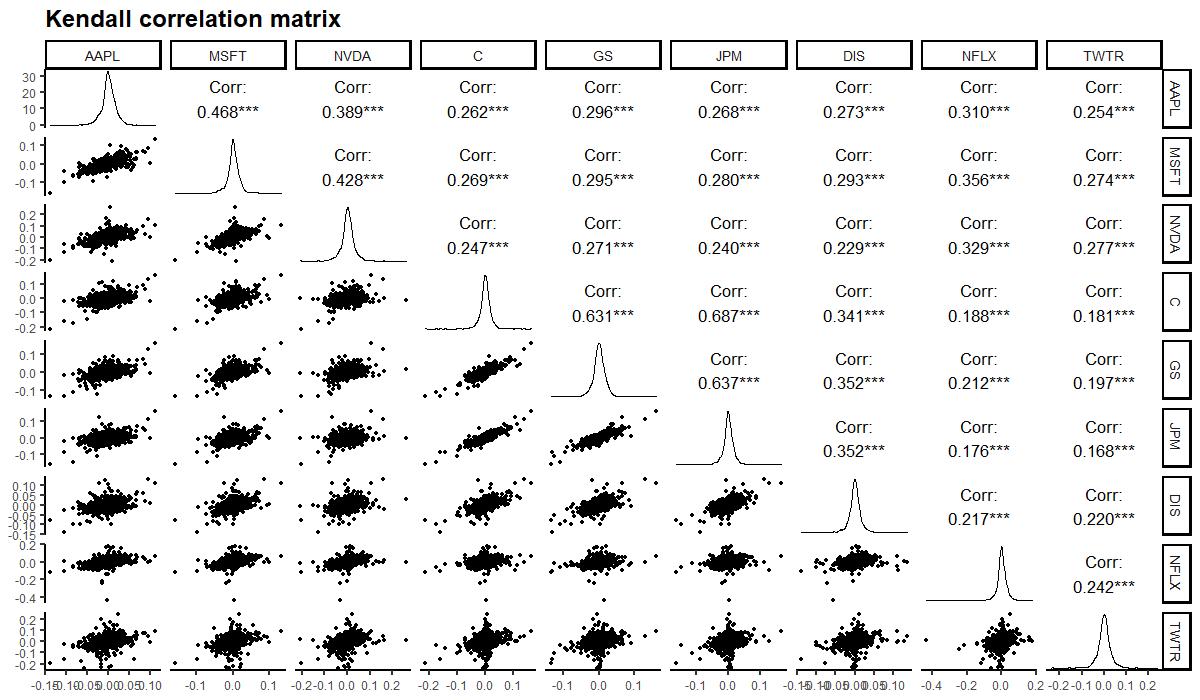 Kendall correlation matrix
AAPL MSFT NVDA C GS JPM DIS NFLX TWTR
30 20 10 0
Corr: Corr: Corr: Corr: Corr: Corr: Corr: Corr:
0.468*** 0.389*** 0.262*** 0.296*** 0.268*** 0.273*** 0.310*** 0.254***
AAPL
0.1 0.0 -0.1
Corr: Corr: Corr: Corr: Corr: Corr: Corr:
0.428*** 0.269*** 0.295*** 0.280*** 0.293*** 0.356*** 0.274***
MSFT
0.2 0.1 0.0 -0.1 -0.2
Corr: Corr: Corr: Corr: Corr: Corr:
0.247*** 0.271*** 0.240*** 0.229*** 0.329*** 0.277***
NVDA
0.1 0.0 -0.1 -0.2
Corr: Corr: Corr: Corr: Corr:
0.631*** 0.687*** 0.341*** 0.188*** 0.181***
C
0.1 0.0 -0.1
Corr: Corr: Corr: Corr:
0.637*** 0.352*** 0.212*** 0.197***
GS
0.1 0.0 -0.1
Corr: Corr: Corr:
0.352*** 0.176*** 0.168***
JPM
0.10 0.05 0.00 -0.05 -0.10 -0.15
Corr: Corr:
0.217*** 0.220***
DIS
0.2 0.0 -0.2 -0.4
Corr:
0.242***
NFLX
0.2 0.1 0.0 -0.1 -0.2
TWTR
-0.15 -0.10 -0.05 0.00 0.05 0.10 -0.1 0.0 0.1 -0.2 -0.1 0.0 0.1 0.2 -0.2 -0.1 0.0 0.1 -0.1 0.0 0.1 -0.1 0.0 0.1 -0.15 -0.10 -0.05 0.00 0.05 0.10 -0.4 -0.2 0.0 0.2 -0.2 -0.1 0.0 0.1 0.2